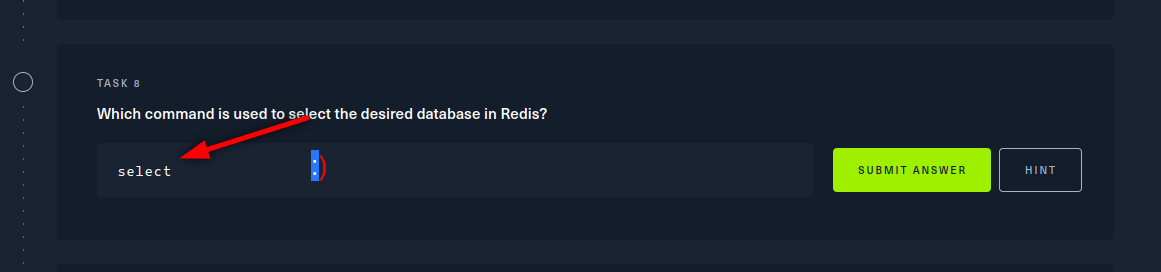 TASK 8
Which command is used to select the desired database in Redis?
select
:)
SUBMIT ANSWER
HINT